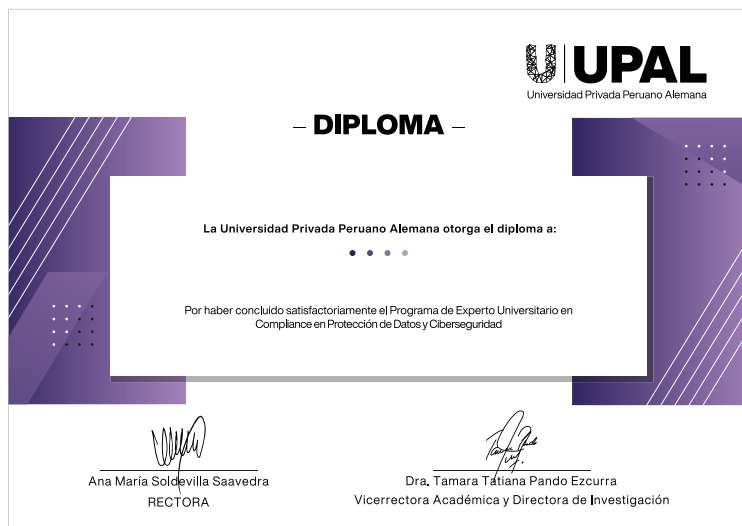 UPAL
Universidad Privada Peruano Alemana
DIPLOMA
La Universidad Privada Peruano Alemana otorga el diploma a:
Por haber concluido satisfactoriamente el Programa de Experto Universitario en
Compliance en Protección de Datos y Ciberseguridad
Ana María Soldevilla Saavedra
RECTORA
Dra. Tamara Tatiana Pando Ezcurra
Vicerrectora Académica y Directora de Investigación